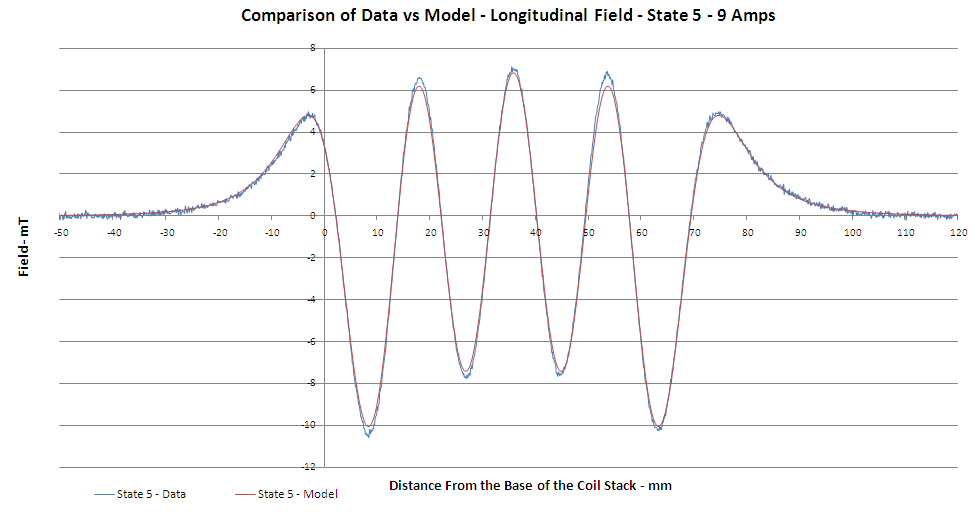 Comparison of Data vs Model - Longitudinal Field - State 5 - 9 Amps
8
6
4
2
0
-2
-4
-6
-8
-10
-12
-50 -40 -30 -20 -10 0 10 20 30 40 50 60 70 80 90 100 110 120
Field - mT
Distance From the Base of the Coil Stack - mm
State 5 - Data State 5 - Model